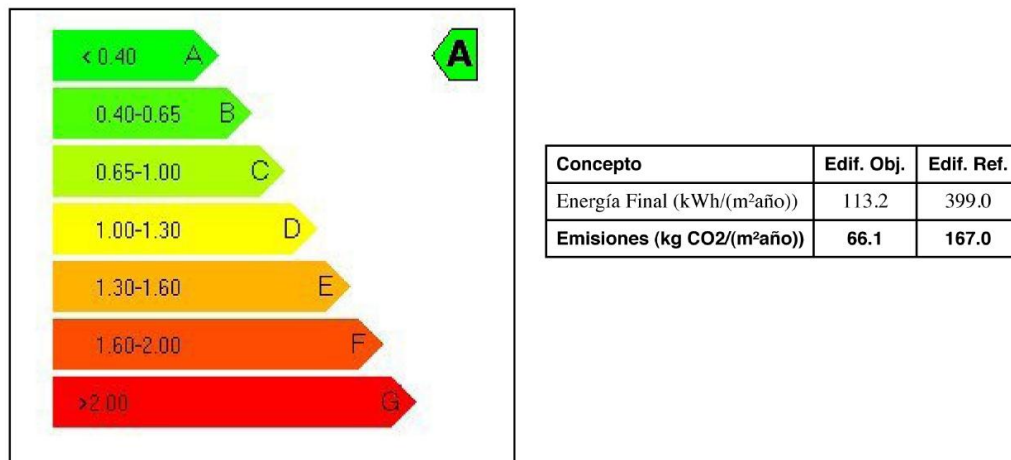 < 0.40 A
A
0.40-0.65 B
0.65-1.00 C
1.00-1.30 D
1.30-1.60 E
1.60-2.00 F
>2.00 G
Concepto Edif. Obj. Edif. Ref.
Energía Final (kWh/(m²año)) 113.2 399.0
Emisiones (kg CO2/(m²año)) 66.1 167.0